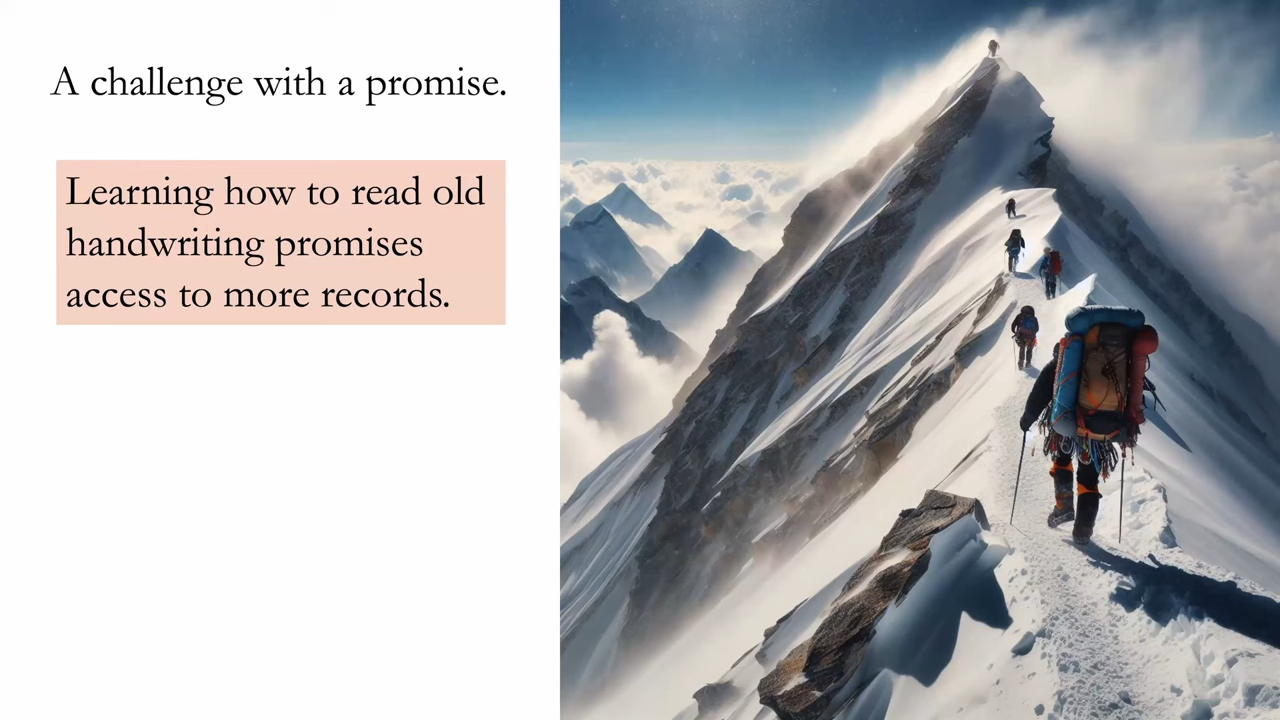 A challenge with a promise.
Learning how to read old
handwriting promises
access to more records.